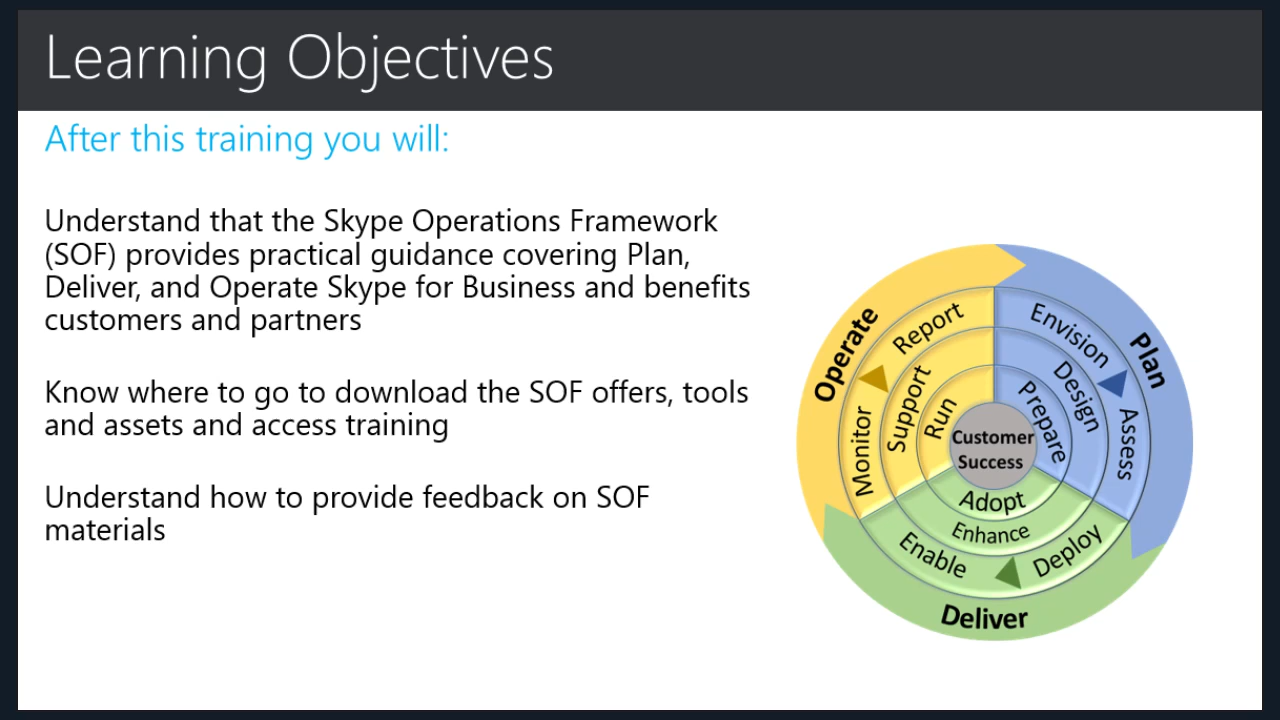 Learning Objectives
After this training you will:
Understand that the Skype Operations Framework
(SOF) provides practical guidance covering Plan,
Deliver, and Operate Skype for Business and benefits
customers and partners
Know where to go to download the SOF offers, tools
and assets and access training
Understand how to provide feedback on SOF
materials
Operate
Report
Monitor
Support
Run
Plan
Envision
Assess
Design
Prepare
Customer
Success
Adopt
Enhance
Enable
Deploy
Deliver